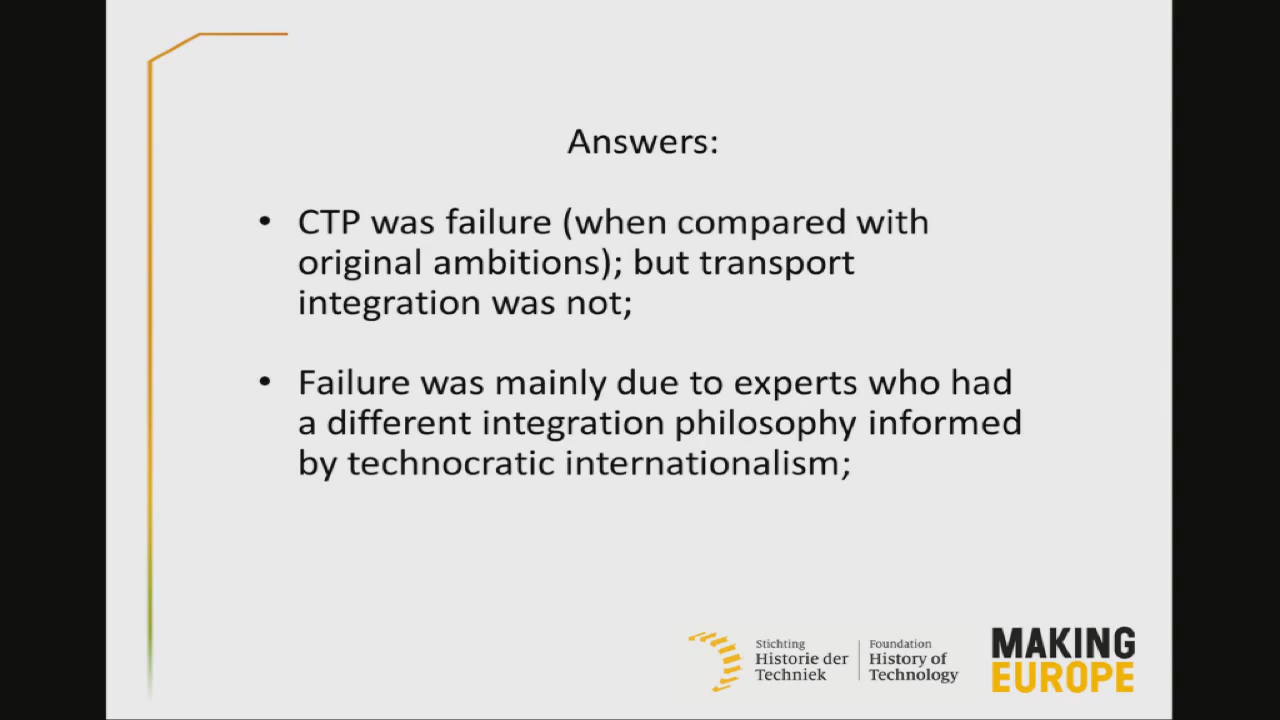 Answers:
• CTP was failure (when compared with
original ambitions); but transport
integration was not;
• Failure was mainly due to experts who had
a different integration philosophy informed
by technocratic internationalism;
Stichting
Historie der
Techniek
Foundation
History of
Technology
MAKING
EUROPE